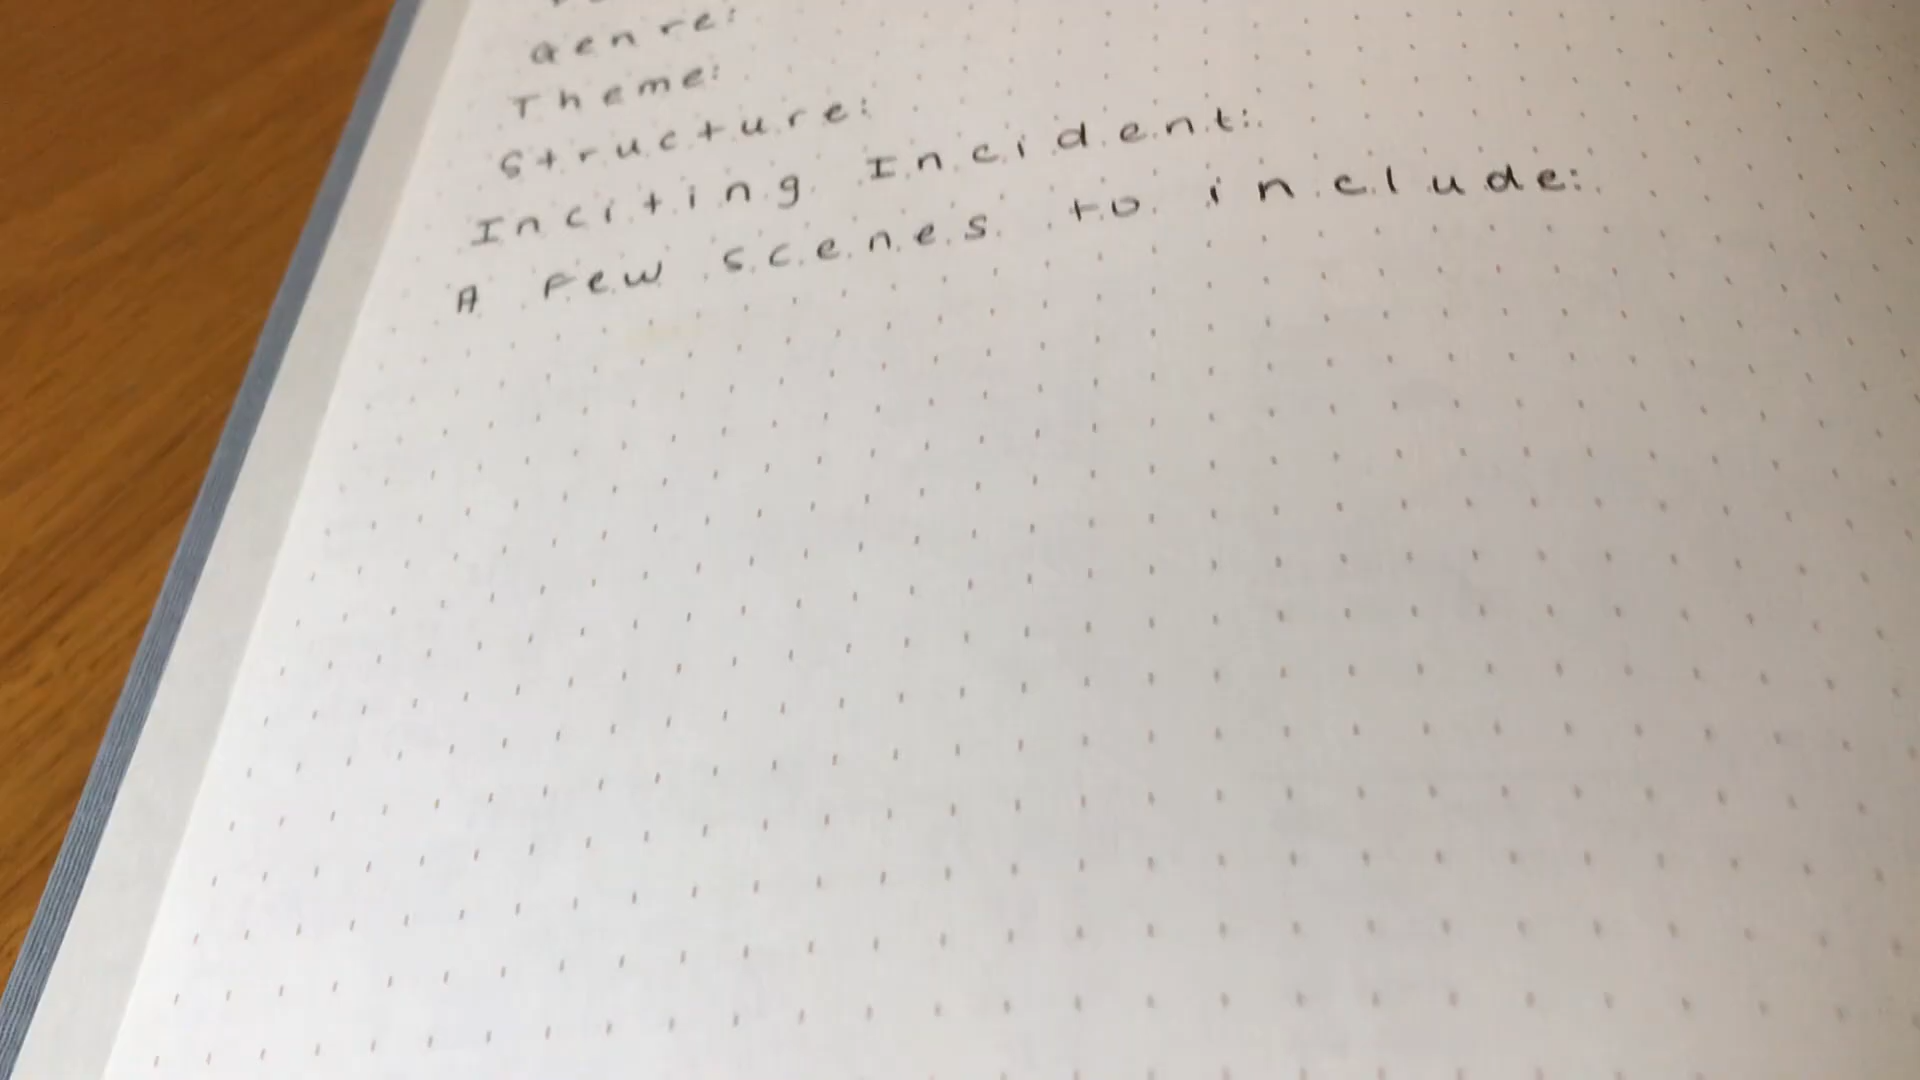 Genre:
Theme:
Structure:
Inciting Incident:
A Few scenes to include: